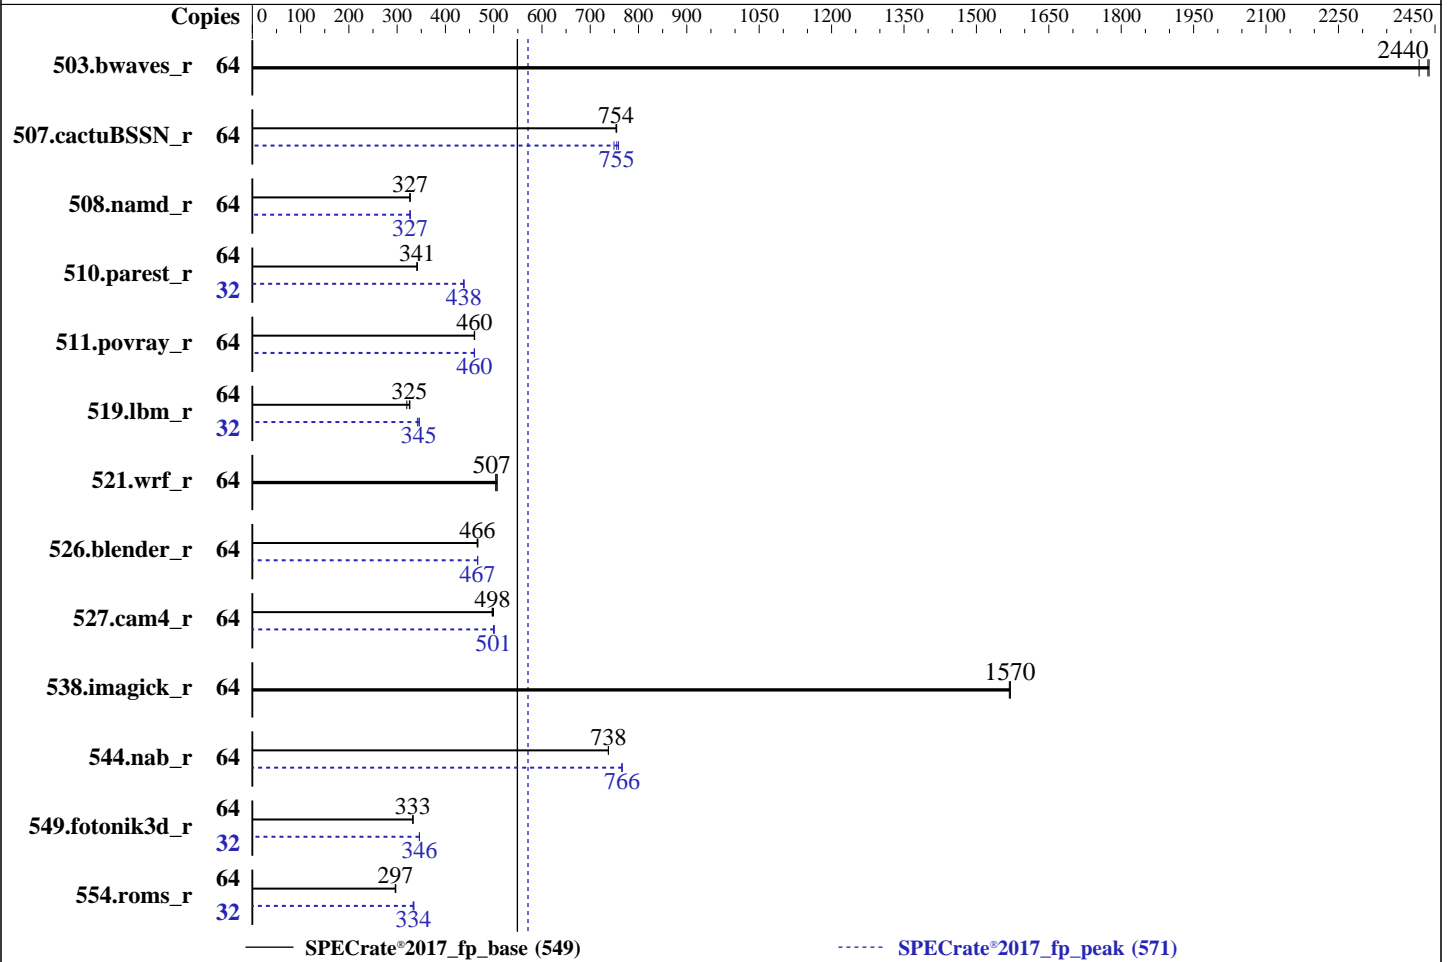 Copies 0 100 200 300 400 500 600 700 800 900 1050 1200 1350 1500 1650 1800 1950 2100 2250 2450
503.bwaves_r 64 2440
507.cactuBSSN_r 64 754
755
508.namd_r 64 327
327
510.parest_r 64 341
32 438
511.povray_r 64 460
460
519.lbm_r 64 325
32 345
521.wrf_r 64 507
526.blender_r 64 466
467
527.cam4_r 64 498
501
538.imagick_r 64 1570
544.nab_r 64 738
766
549.fotonik3d_r 64 333
32 346
554.roms_r 64 297
32 334
SPECrate®2017_fp_base (549) SPECrate®2017_fp_peak (571)